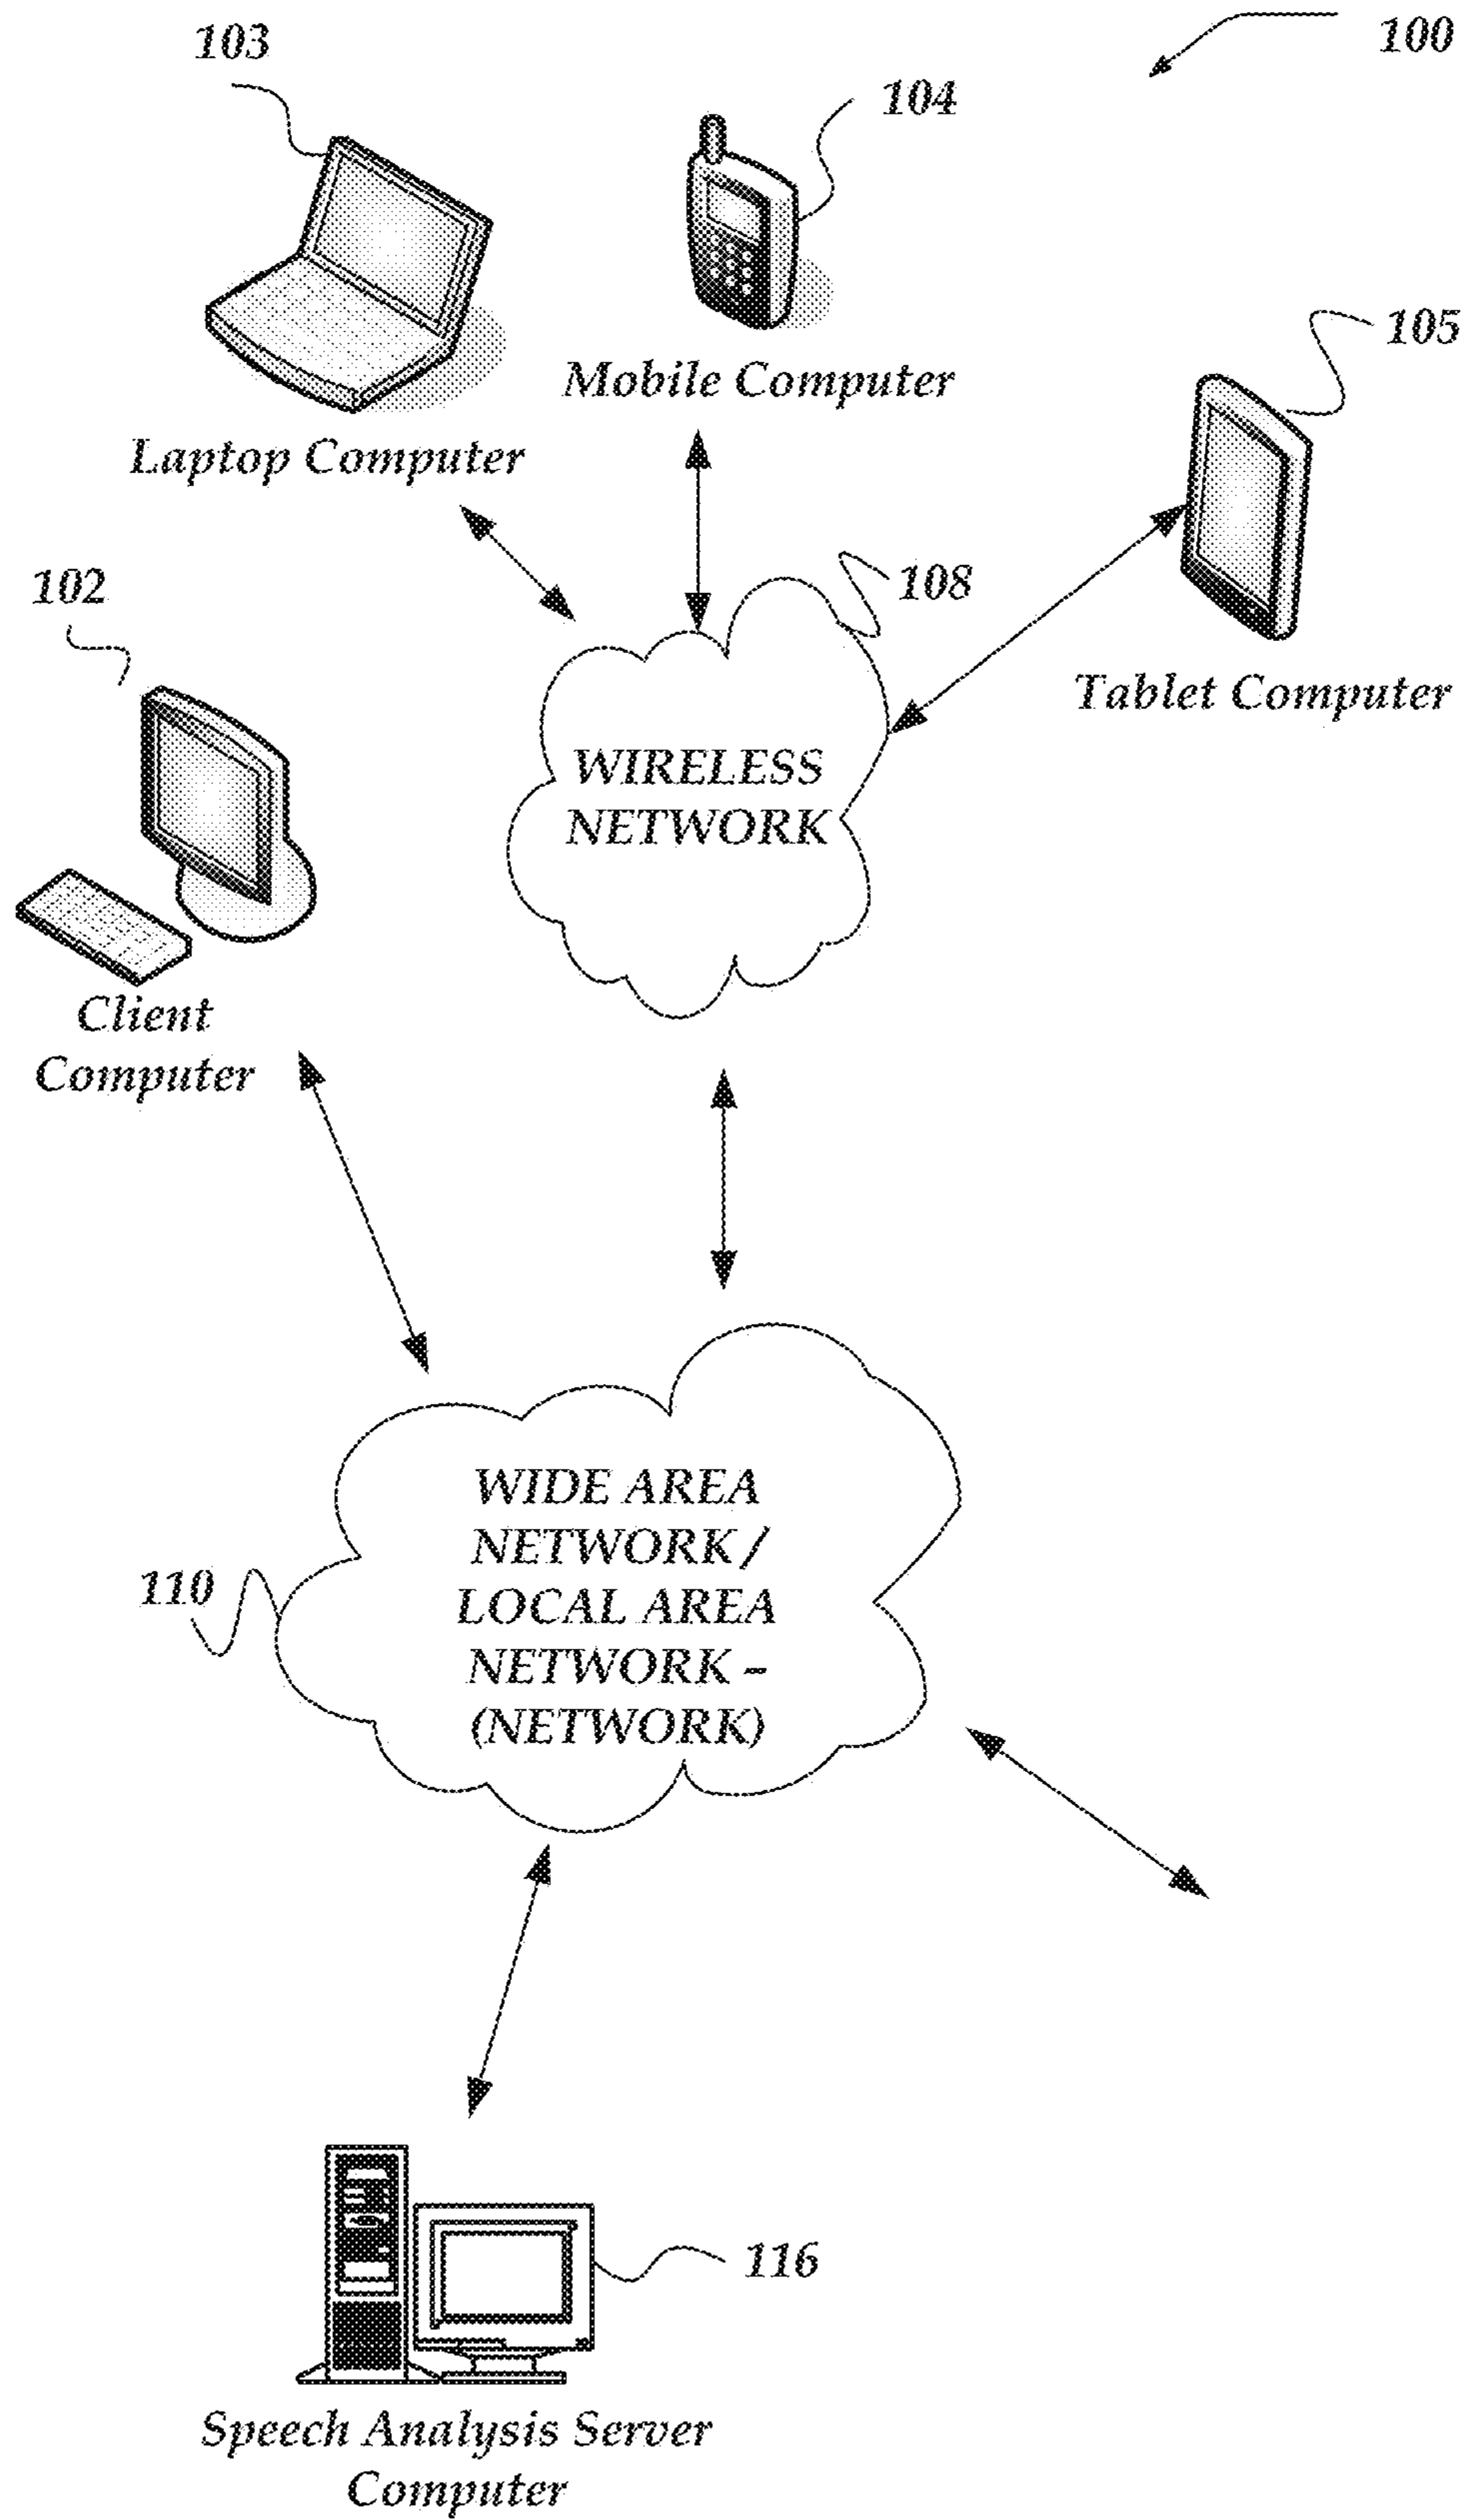 103
100
104
105
Mobile Computer
Laptop Computer
102
108
Tablet Computer
WIRELESS
NETWORK
Client
Computer
WIDE AREA
NETWORK /
LOCAL AREA
NETWORK –
(NETWORK)
110
116
Speech Analysis Server
Computer